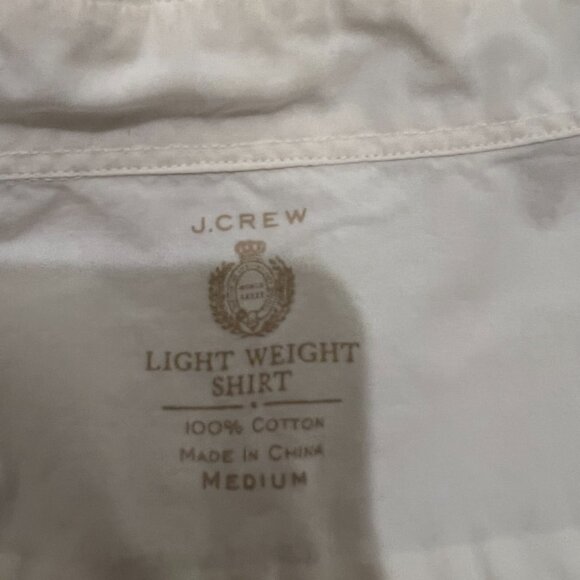 J.CREW
LIGHT WEIGHT
SHIRT
100% COTTON
MADE IN CHINA
MEDIUM